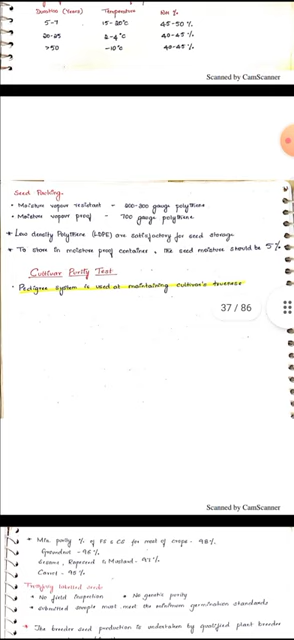 Duration (Years) Temperature RH %
5-7 15-20°C 45-50 %
20-25 2-4°C 40-45 %
>50 -10°C 40-45 %
Scanned by CamScanner
Seed Packing.
• Moisture vapour resistant - 200-300 gauge polythene
• Moisture vapour proof - 700 gauge polythene
* Low density Polythene (LDPE) are satisfactory for seed storage
* To store in moisture proof container, the seed moisture should be 5%
Cultivar Purity Test
• Pedigree system is used at maintaining cultivar's trueness
37 / 86
Scanned by CamScanner
* Min purity % of FS & CS for most of crops - 98%
Groundnut - 96%
Sesame, Rapeseed & Mustard - 97%
Carrot - 95%
Truthfully labelled seed
* No field inspection * No genetic purity
* submitted sample must meet the minimum germination standards
* The breeder seed production is undertaken by qualified plant breeder